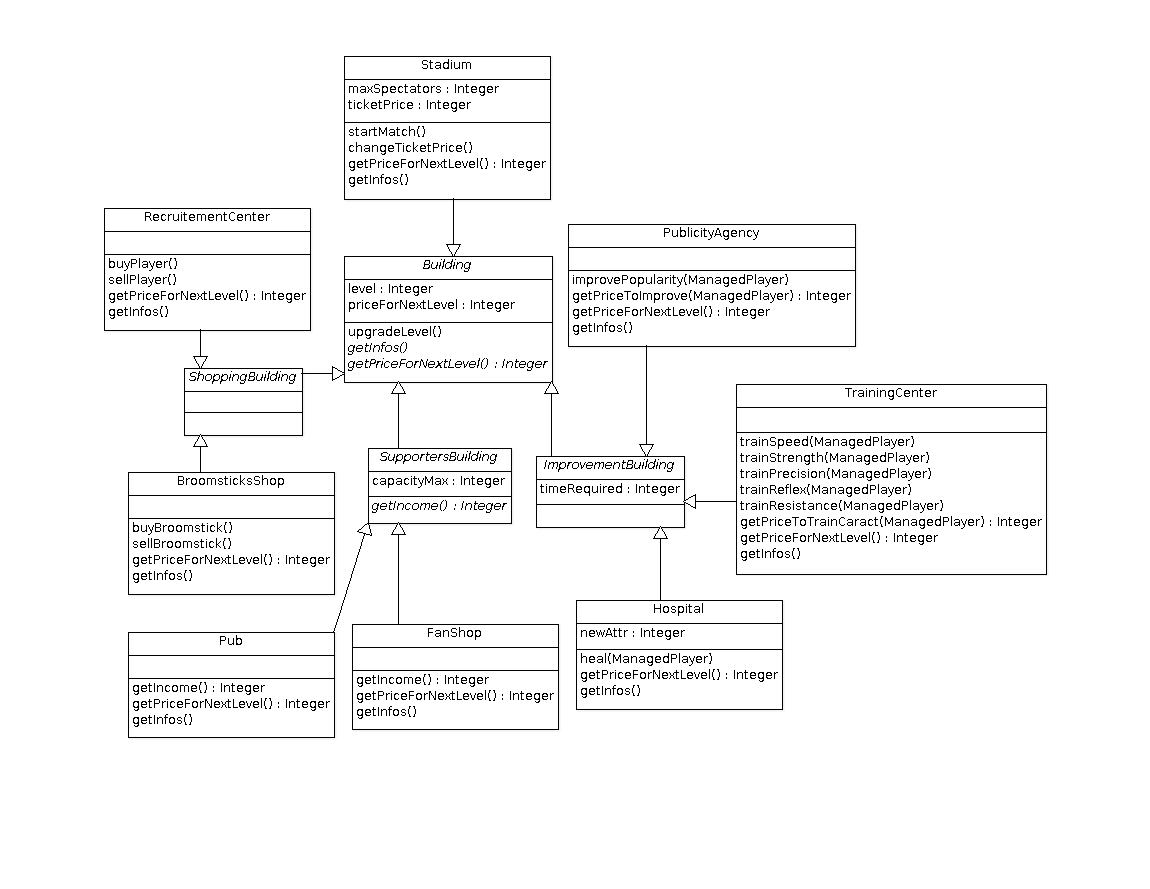 Stadium
maxSpectators : Integer
ticketPrice : Integer
startMatch()
changeTicketPrice()
getPriceForNextLevel() : Integer
getInfos()
RecruitementCenter
buyPlayer()
sellPlayer()
getPriceForNextLevel() : Integer
getInfos()
PublicityAgency
improvePopularity(ManagedPlayer)
getPriceToImprove(ManagedPlayer) : Integer
getPriceForNextLevel() : Integer
getInfos()
Building
level : Integer
priceForNextLevel : Integer
upgradeLevel()
getInfos()
getPriceForNextLevel() : Integer
ShoppingBuilding
TrainingCenter
trainSpeed(ManagedPlayer)
trainStrength(ManagedPlayer)
trainPrecision(ManagedPlayer)
trainReflex(ManagedPlayer)
trainResistance(ManagedPlayer)
getPriceToTrainCaract(ManagedPlayer) : Integer
getPriceForNextLevel() : Integer
getInfos()
SupportersBuilding
capacityMax : Integer
getIncome() : Integer
ImprovementBuilding
timeRequired : Integer
BroomsticksShop
buyBroomstick()
sellBroomstick()
getPriceForNextLevel() : Integer
getInfos()
Hospital
newAttr : Integer
heal(ManagedPlayer)
getPriceForNextLevel() : Integer
getInfos()
Pub
getIncome() : Integer
getPriceForNextLevel() : Integer
getInfos()
FanShop
getIncome() : Integer
getPriceForNextLevel() : Integer
getInfos()